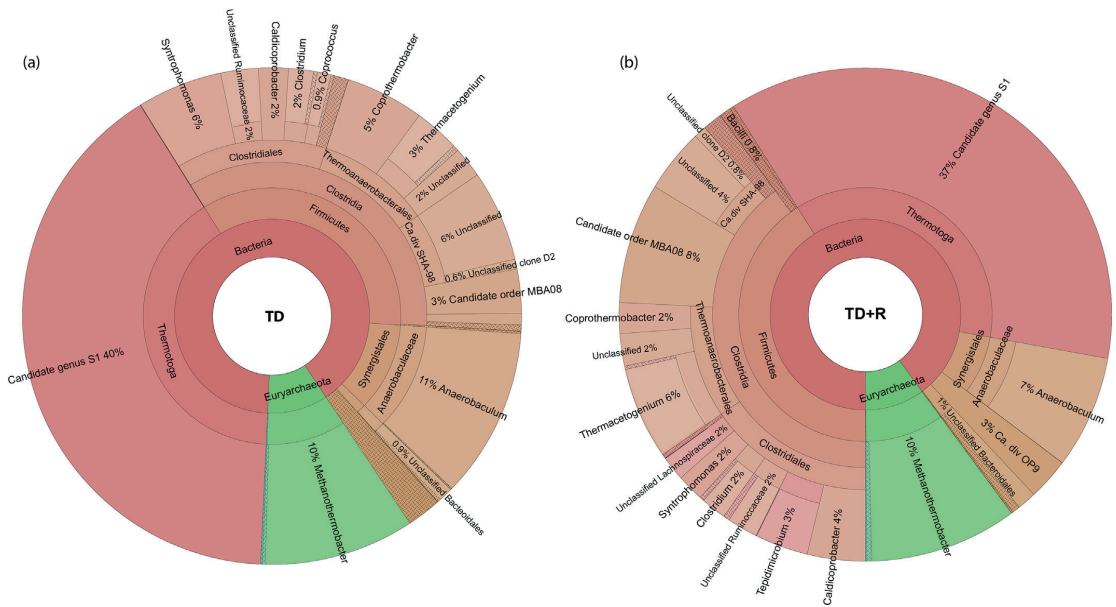 (a)
Syntrophomonas 6%
Unclassified Rumimocaceae 2%
Caldicoprobacter 2%
2% Clostridium
0.9% Coprococcus
5% Coprothermobacter
3% Thermacetogenium
2% Unclassified
6% Unclassified
0.6% Unclassified clone D2
3% Candidate order MBA08
Clostridiales
Thermoanaerobacterales
Ca.div SHA-98
Clostridia
Firmicutes
Bacteria
TD
Thermotoga
Candidate genus S1 40%
Synergistales
Anaerobaculaceae
11% Anaerobaculum
0.9% Unclassified Bacteoidales
Euryarchaeota
10% Methanothermobacter
(b)
Bacilli 0.8%
Unclassified clone D2 0.8%
Unclassified 4%
Ca.div SHA-98
Candidate order MBA08 8%
Coprothermobacter 2%
Unclassified 2%
Thermacetogenium 6%
Thermoanaerobacterales
Clostridia
Firmicutes
Bacteria
TD+R
Thermotoga
37% Candidate genus S1
Clostridiales
Unclassified Lachnospiraceae 2%
Syntrophomonas 2%
Clostridium 2%
Unclassified Ruminoccaceae 2%
Tepidimicrobium 3%
Caldicoprobacter 4%
Synergistales
Anaerobaculaceae
7% Anaerobaculum
3% Ca. div OP9
1% Unclassified Bacteroidales
Euryarchaeota
10% Methanothermobacter